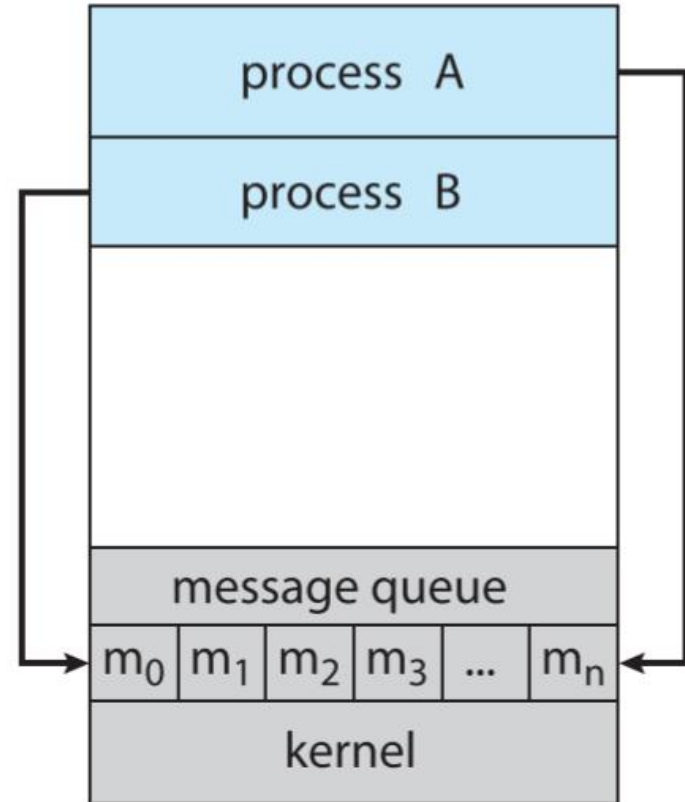 process A
process B
message queue
m₀ m₁ m₂ m₃ ... mₙ
kernel